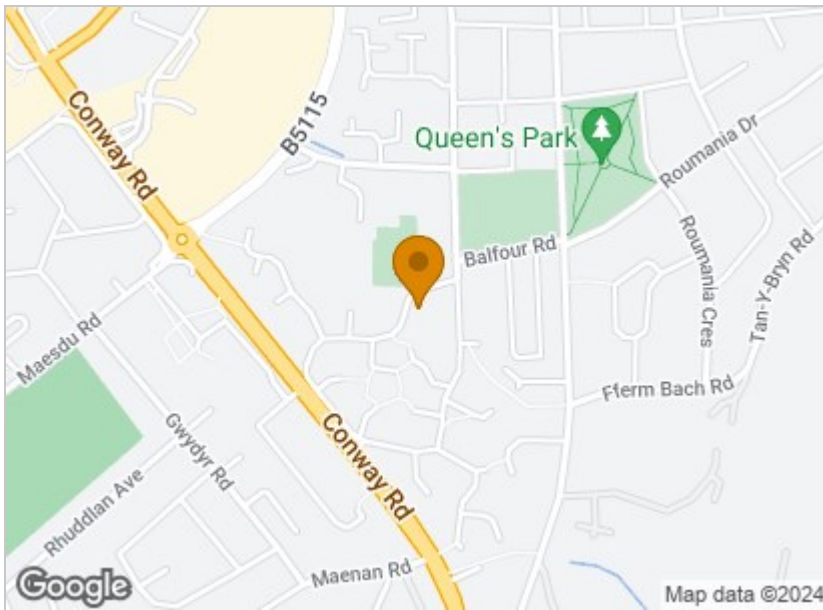 Conway Rd
B5115
Queen's Park
Roumania Dr
Balfour Rd
Roumania Cres
Tan-Y-Bryn Rd
Maesdu Rd
Fferm Bach Rd
Gwydyr Rd
Conway Rd
Rhuddlan Ave
Maenan Rd
Google
Map data ©2024